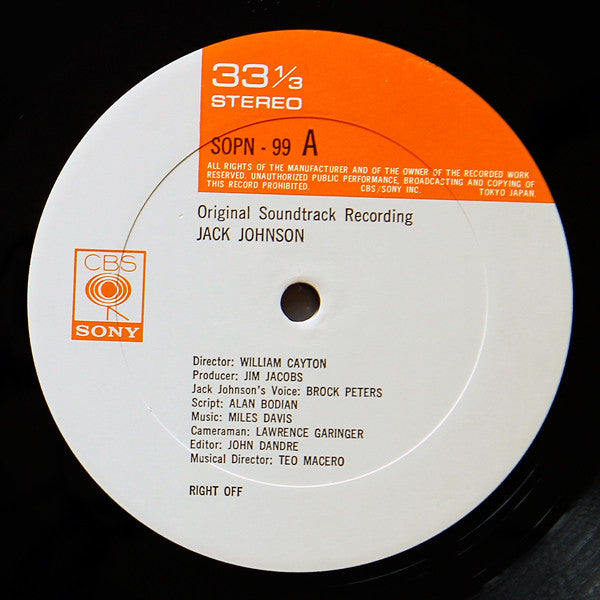 33 1/3
STEREO
SOPN - 99 A
ALL RIGHTS OF THE MANUFACTURER AND OF THE OWNER OF THE RECORDED WORK
RESERVED. UNAUTHORIZED PUBLIC PERFORMANCE, BROADCASTING AND COPYING OF
THIS RECORD PROHIBITED. CBS/SONY INC. TOKYO JAPAN.
Original Soundtrack Recording
JACK JOHNSON
CBS
SONY
Director: WILLIAM CAYTON
Producer: JIM JACOBS
Jack Johnson's Voice: BROCK PETERS
Script: ALAN BODIAN
Music: MILES DAVIS
Cameraman: LAWRENCE GARINGER
Editor: JOHN DANDRE
Musical Director: TEO MACERO
RIGHT OFF